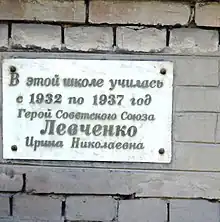 В этой школе училась
с 1932 по 1937 год
Герой Советского Союза
Левченко
Ирина Николаевна